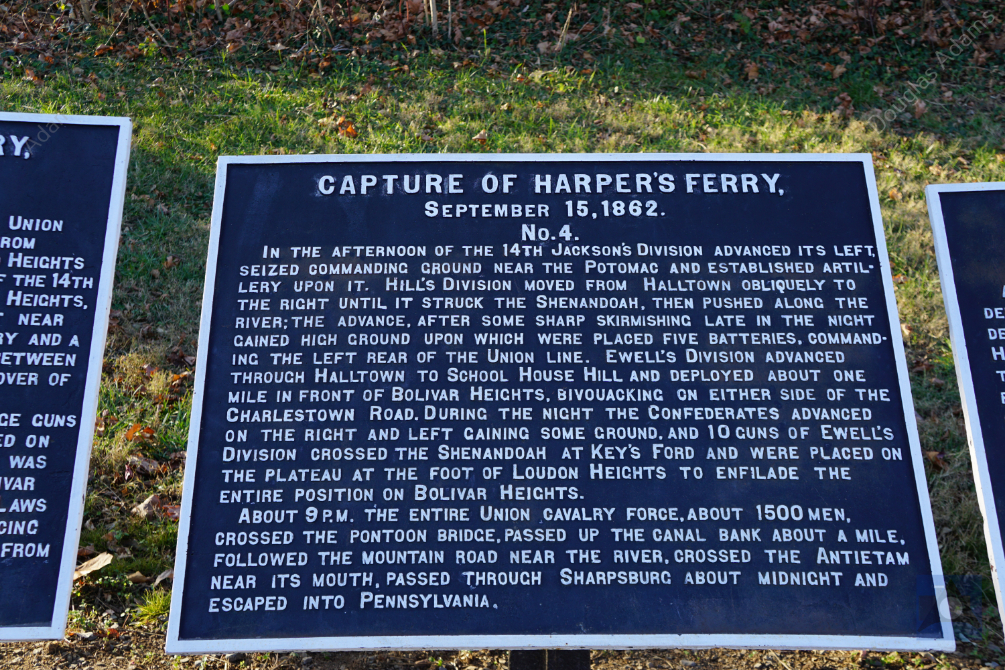 RY,
UNION
ROM
HEIGHTS
F THE 14TH
HEIGHTS,
T NEAR
RY AND A
BETWEEN
OVER OF
GE GUNS
ED ON
WAS
IVAR
LAWS
CING
FROM
CAPTURE OF HARPER'S FERRY,
SEPTEMBER 15, 1862.
NO. 4.
IN THE AFTERNOON OF THE 14TH JACKSON'S DIVISION ADVANCED ITS LEFT,
SEIZED COMMANDING GROUND NEAR THE POTOMAC AND ESTABLISHED ARTIL-
LERY UPON IT. HILL'S DIVISION MOVED FROM HALLTOWN OBLIQUELY TO
THE RIGHT UNTIL IT STRUCK THE SHENANDOAH, THEN PUSHED ALONG THE
RIVER; THE ADVANCE, AFTER SOME SHARP SKIRMISHING LATE IN THE NIGHT
GAINED HIGH GROUND UPON WHICH WERE PLACED FIVE BATTERIES, COMMAND-
ING THE LEFT REAR OF THE UNION LINE. EWELL'S DIVISION ADVANCED
THROUGH HALLTOWN TO SCHOOL HOUSE HILL AND DEPLOYED ABOUT ONE
MILE IN FRONT OF BOLIVAR HEIGHTS, BIVOUACKING ON EITHER SIDE OF THE
CHARLESTOWN ROAD. DURING THE NIGHT THE CONFEDERATES ADVANCED
ON THE RIGHT AND LEFT GAINING SOME GROUND, AND 10 GUNS OF EWELL'S
DIVISION CROSSED THE SHENANDOAH AT KEY'S FORD AND WERE PLACED ON
THE PLATEAU AT THE FOOT OF LOUDON HEIGHTS TO ENFILADE THE
ENTIRE POSITION ON BOLIVAR HEIGHTS.
ABOUT 9 P.M. THE ENTIRE UNION CAVALRY FORCE, ABOUT 1500 MEN,
CROSSED THE PONTOON BRIDGE, PASSED UP THE CANAL BANK ABOUT A MILE,
FOLLOWED THE MOUNTAIN ROAD NEAR THE RIVER, CROSSED THE ANTIETAM
NEAR ITS MOUTH, PASSED THROUGH SHARPSBURG ABOUT MIDNIGHT AND
ESCAPED INTO PENNSYLVANIA.
DE
Douglas Adams